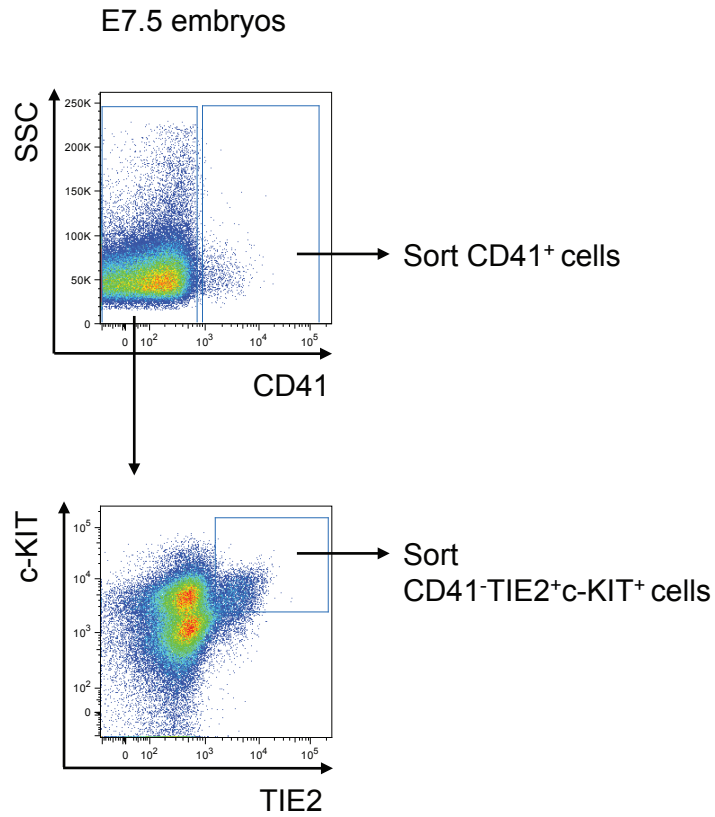 E7.5 embryos
SSC
250K
200K
150K
100K
50K
0
0 10² 10³ 10⁴ 10⁵
CD41
Sort CD41⁺ cells
c-KIT
10⁵
10⁴
10³
10²
0
0 10² 10³ 10⁴ 10⁵
TIE2
Sort
CD41⁻TIE2⁺c-KIT⁺ cells